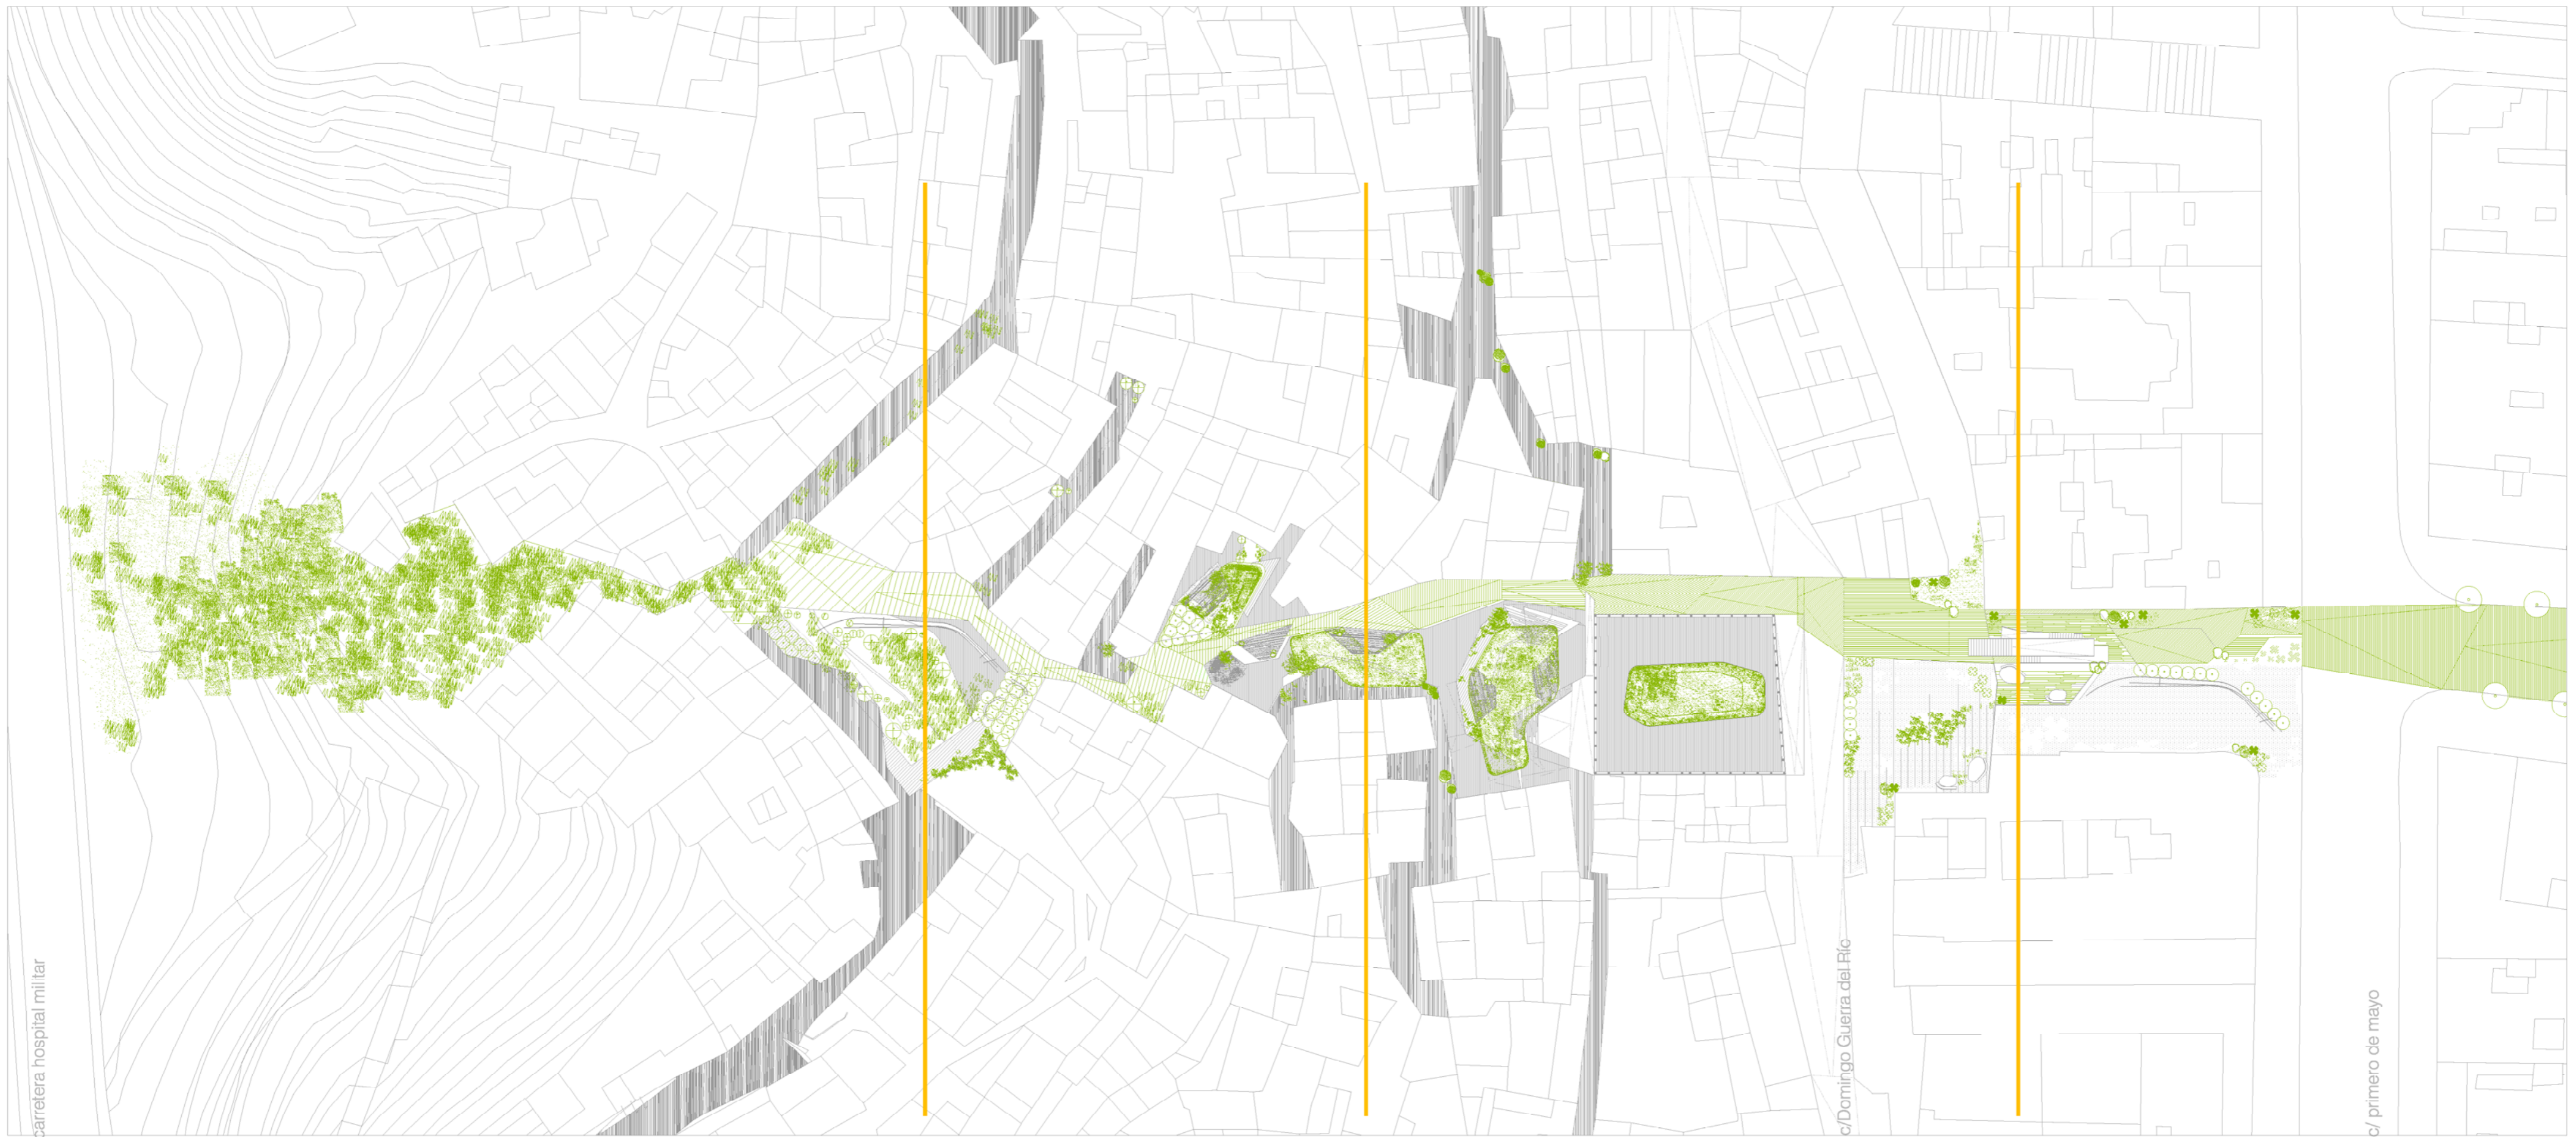 carretera hospital militar
c/Domingo Guerra del Río
c/ primero de mayo